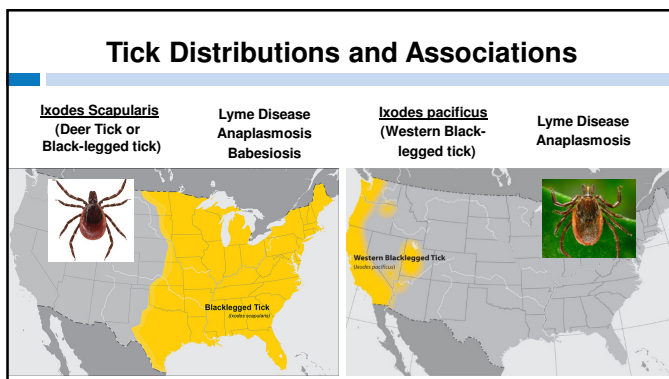 Tick Distributions and Associations
Ixodes Scapularis
(Deer Tick or
Black-legged tick)
Lyme Disease
Anaplasmosis
Babesiosis
Ixodes pacificus
(Western Black-
legged tick)
Lyme Disease
Anaplasmosis
Blacklegged Tick
(Ixodes scapularis)
Western Blacklegged Tick
(Ixodes pacificus)